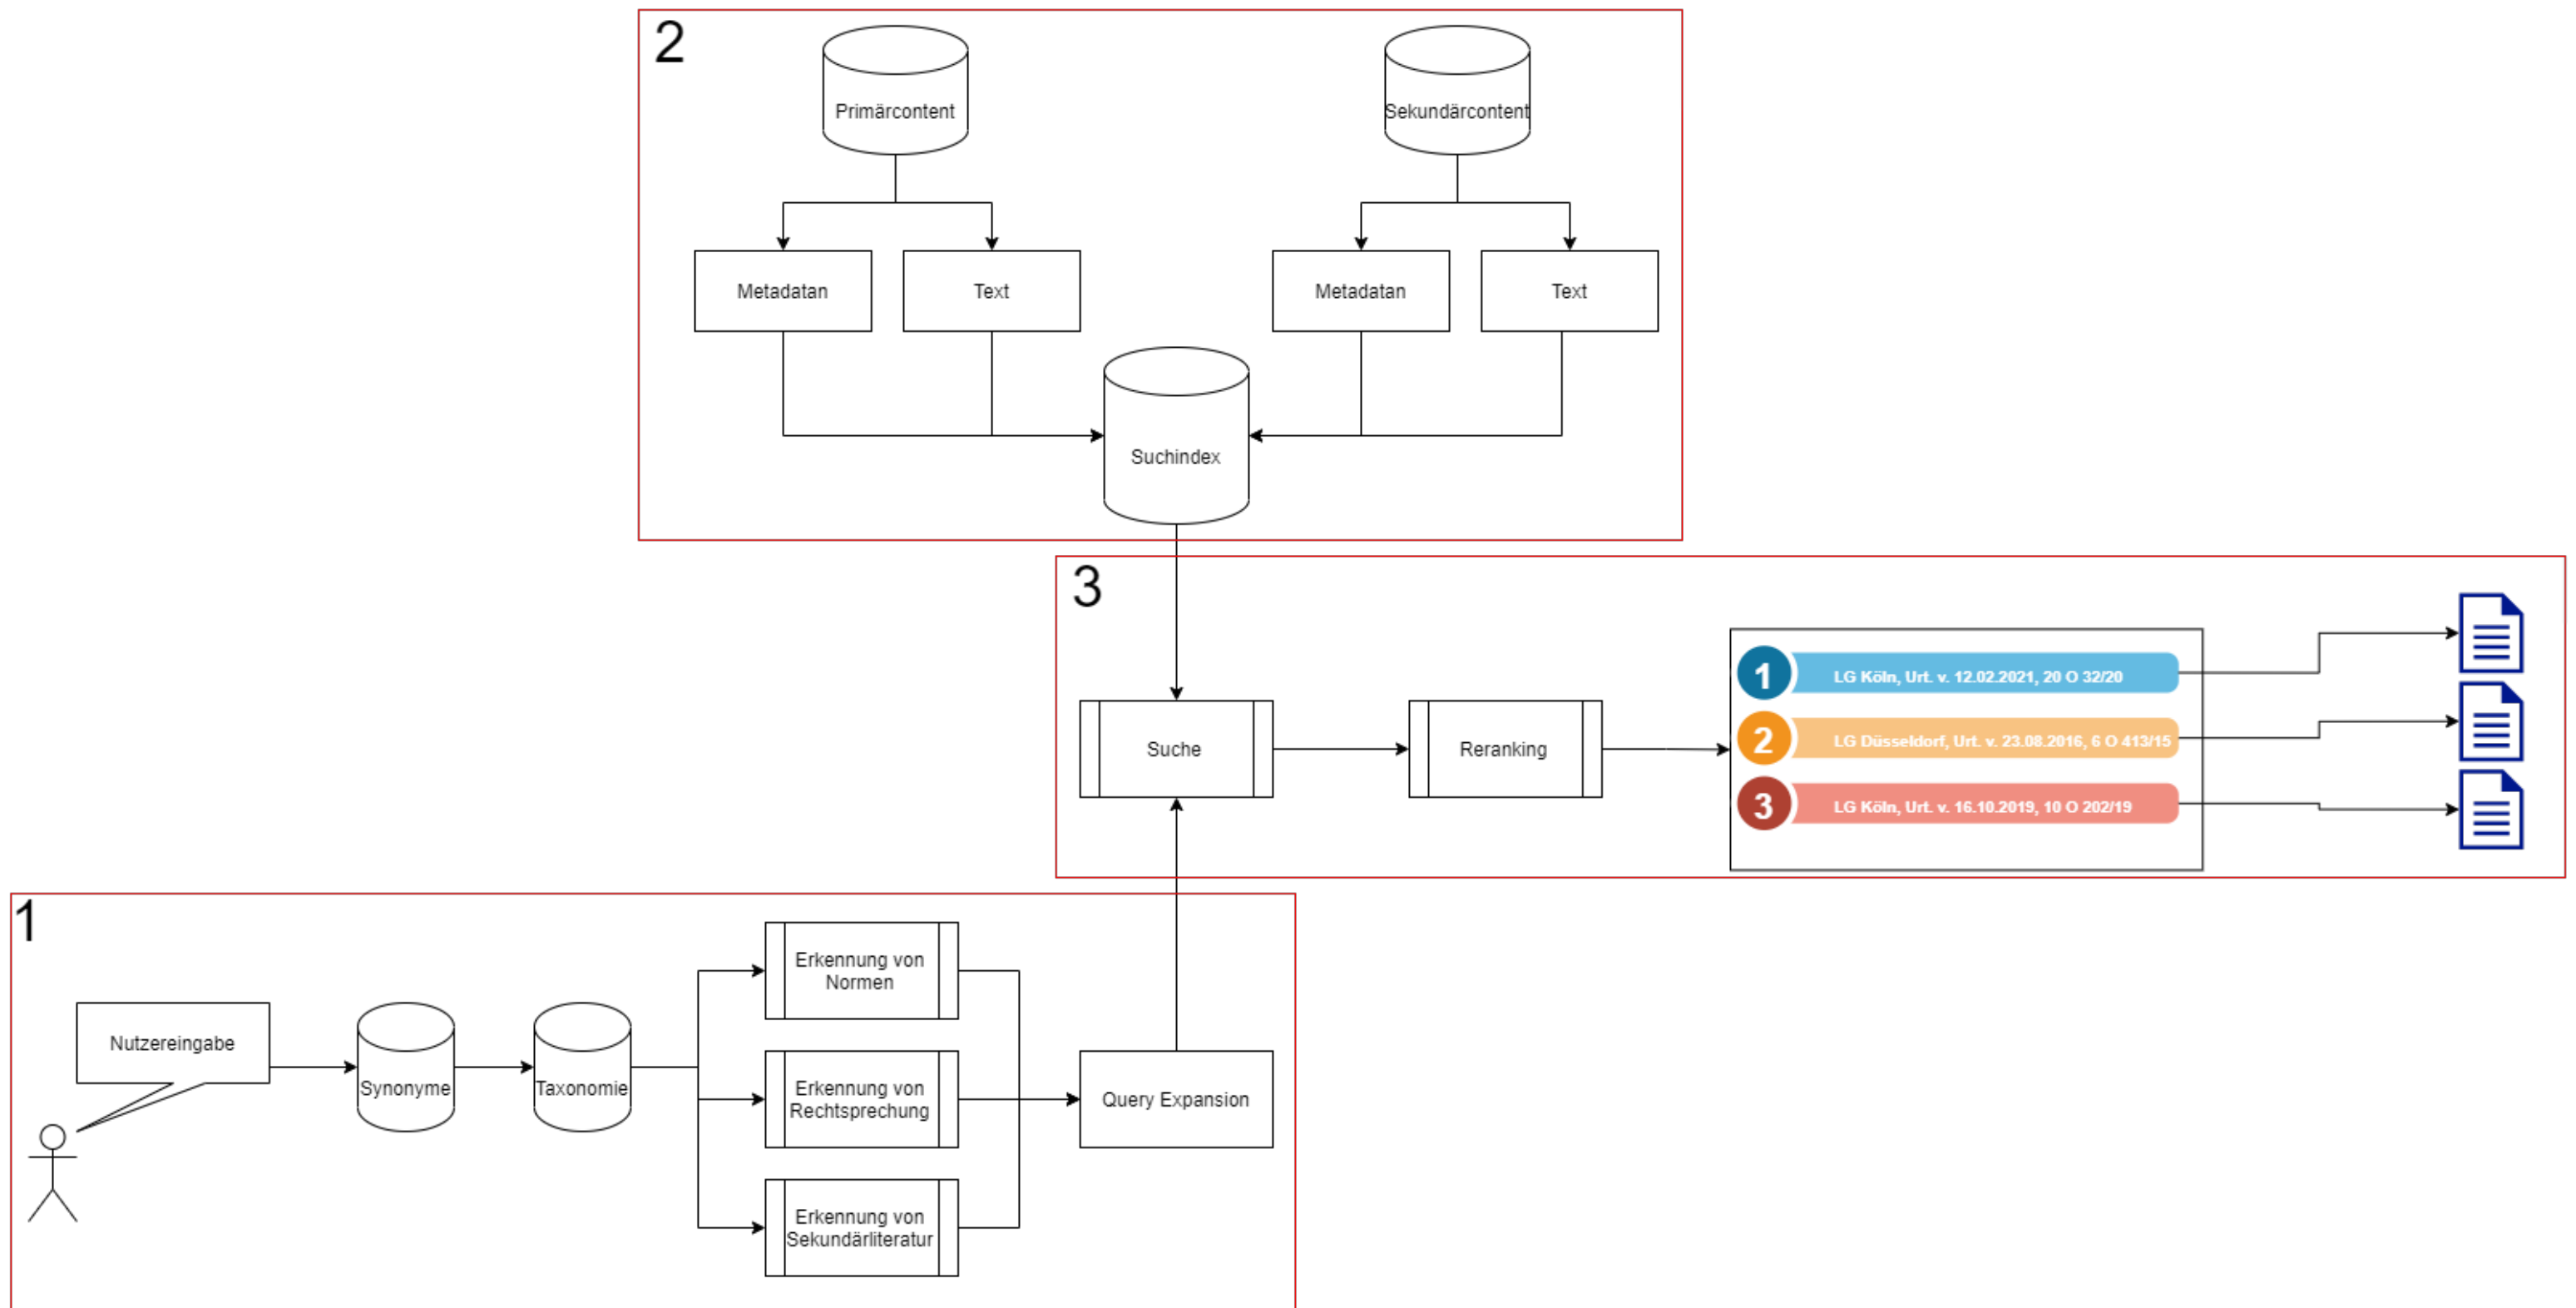 2
Primärcontent
Sekundärcontent
Metadatan
Text
Metadatan
Text
Suchindex
3
Suche
Reranking
1
LG Köln, Urt. v. 12.02.2021, 20 O 32/20
2
LG Düsseldorf, Urt. v. 23.08.2016, 6 O 413/15
3
LG Köln, Urt. v. 16.10.2019, 10 O 202/19
1
Nutzereingabe
Synonyme
Taxonomie
Erkennung von
Normen
Erkennung von
Rechtsprechung
Erkennung von
Sekundärliteratur
Query Expansion